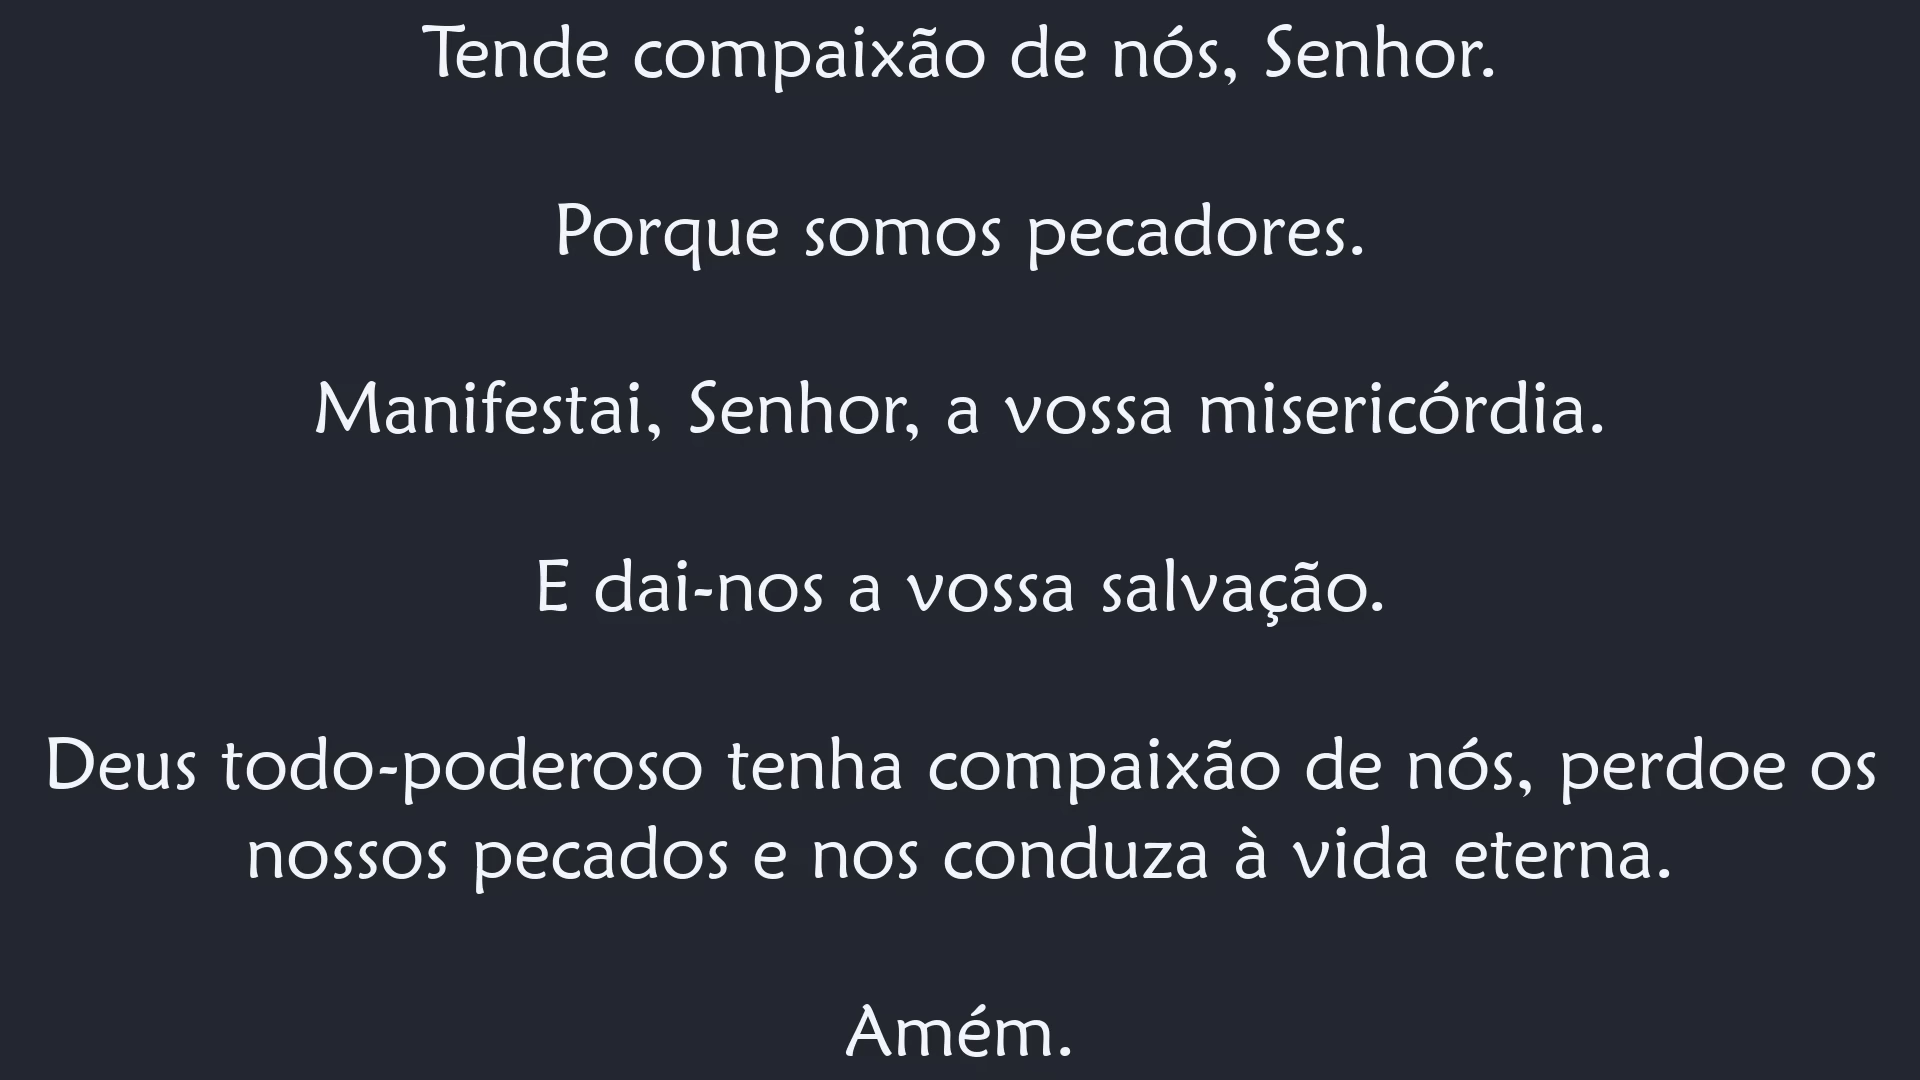 Tende compaixão de nós, Senhor.
Porque somos pecadores.
Manifestai, Senhor, a vossa misericórdia.
E dai-nos a vossa salvação.
Deus todo-poderoso tenha compaixão de nós, perdoe os
nossos pecados e nos conduza à vida eterna.
Amém.